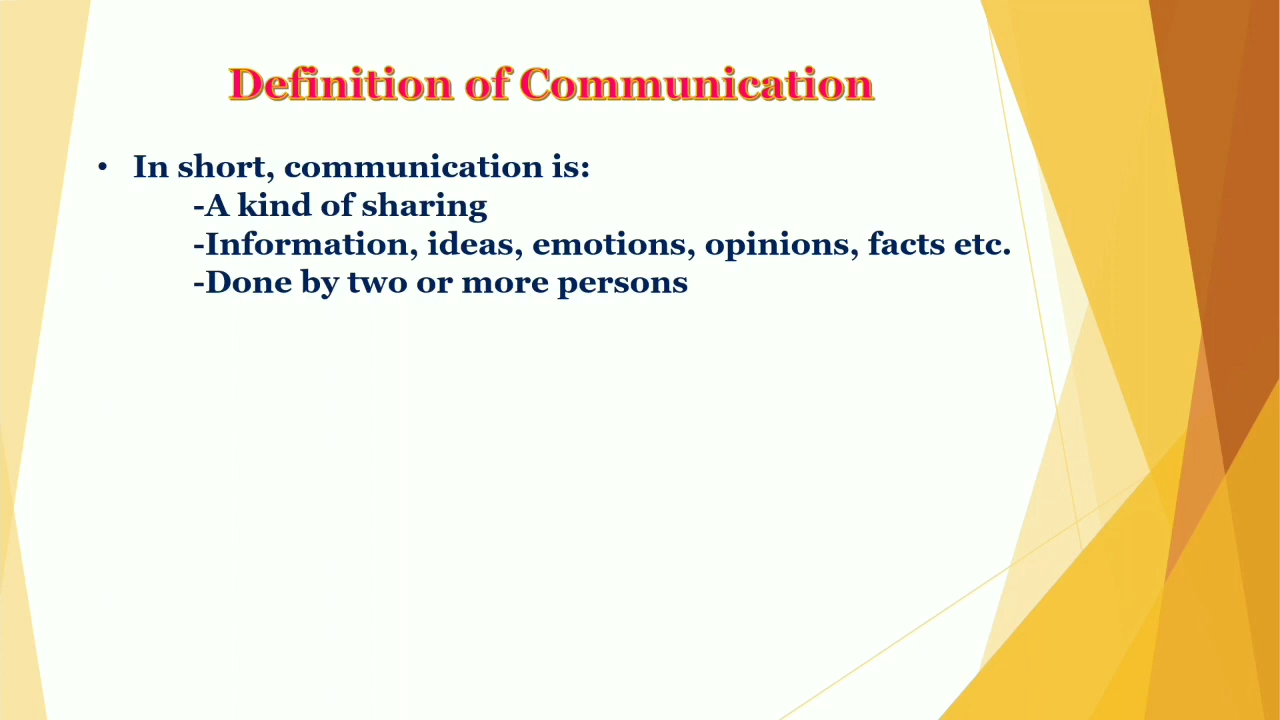 Definition of Communication
• In short, communication is:
-A kind of sharing
-Information, ideas, emotions, opinions, facts etc.
-Done by two or more persons